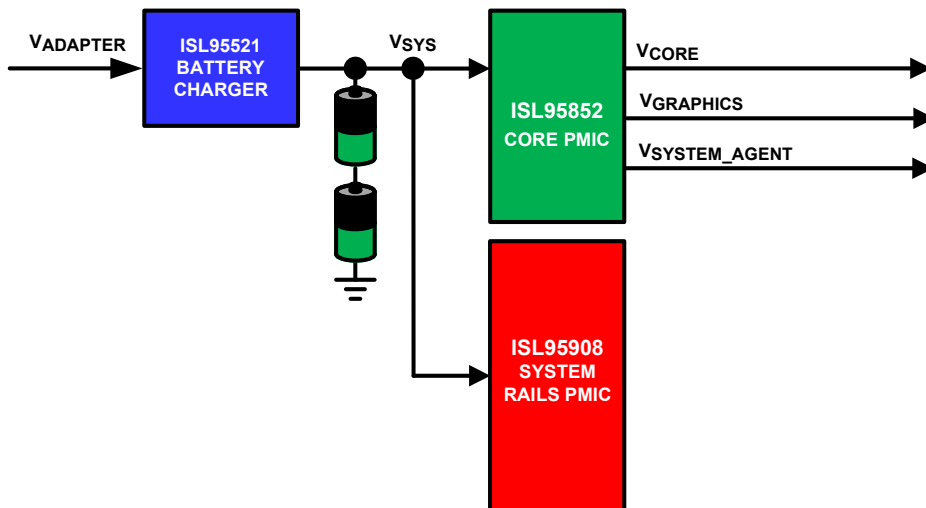 VADAPTER
ISL95521
BATTERY
CHARGER
VSYS
ISL95852
CORE PMIC
VCORE
VGRAPHICS
VSYSTEM_AGENT
ISL95908
SYSTEM
RAILS PMIC